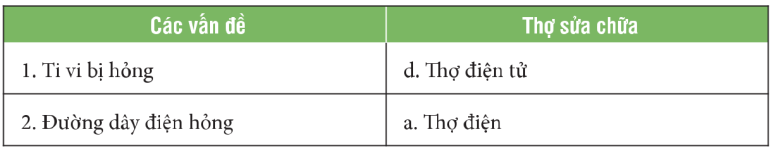 Các vấn đề
Thợ sửa chữa
1. Ti vi bị hỏng
d. Thợ điện tử
2. Đường dây điện hỏng
a. Thợ điện